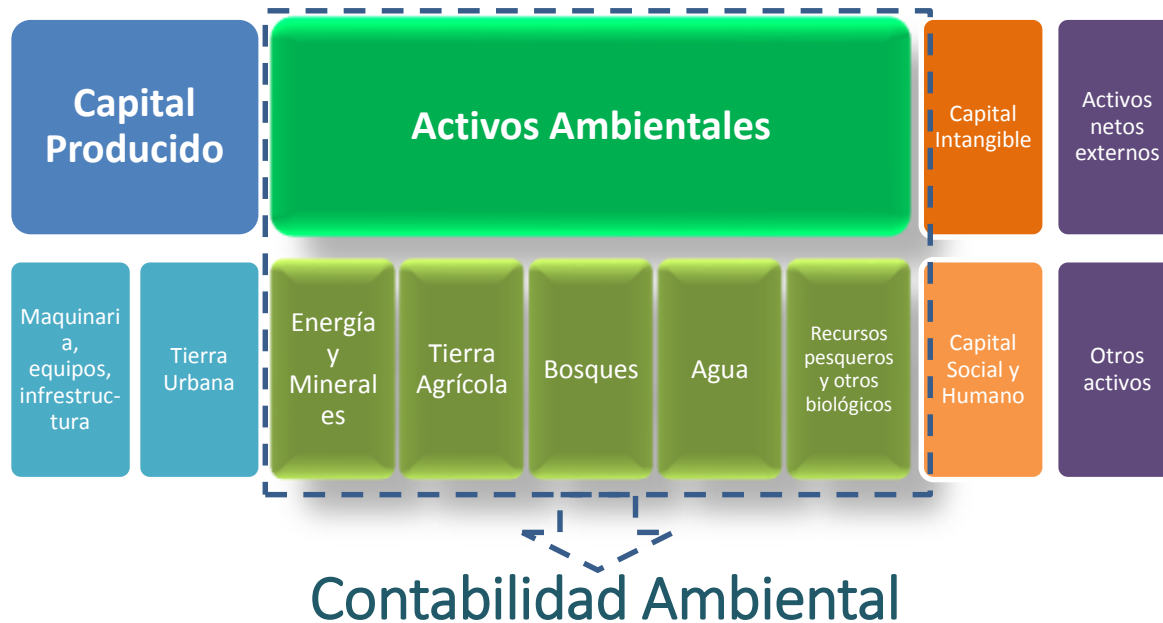 Capital
Producido
Activos Ambientales
Capital
Intangible
Activos
netos
externos
Maquinari
a,
equipos,
infrestruc-
tura
Tierra
Urbana
Energía
y
Mineral
es
Tierra
Agrícola
Bosques
Agua
Recursos
pesqueros
y otros
biológicos
Capital
Social y
Humano
Otros
activos
Contabilidad Ambiental